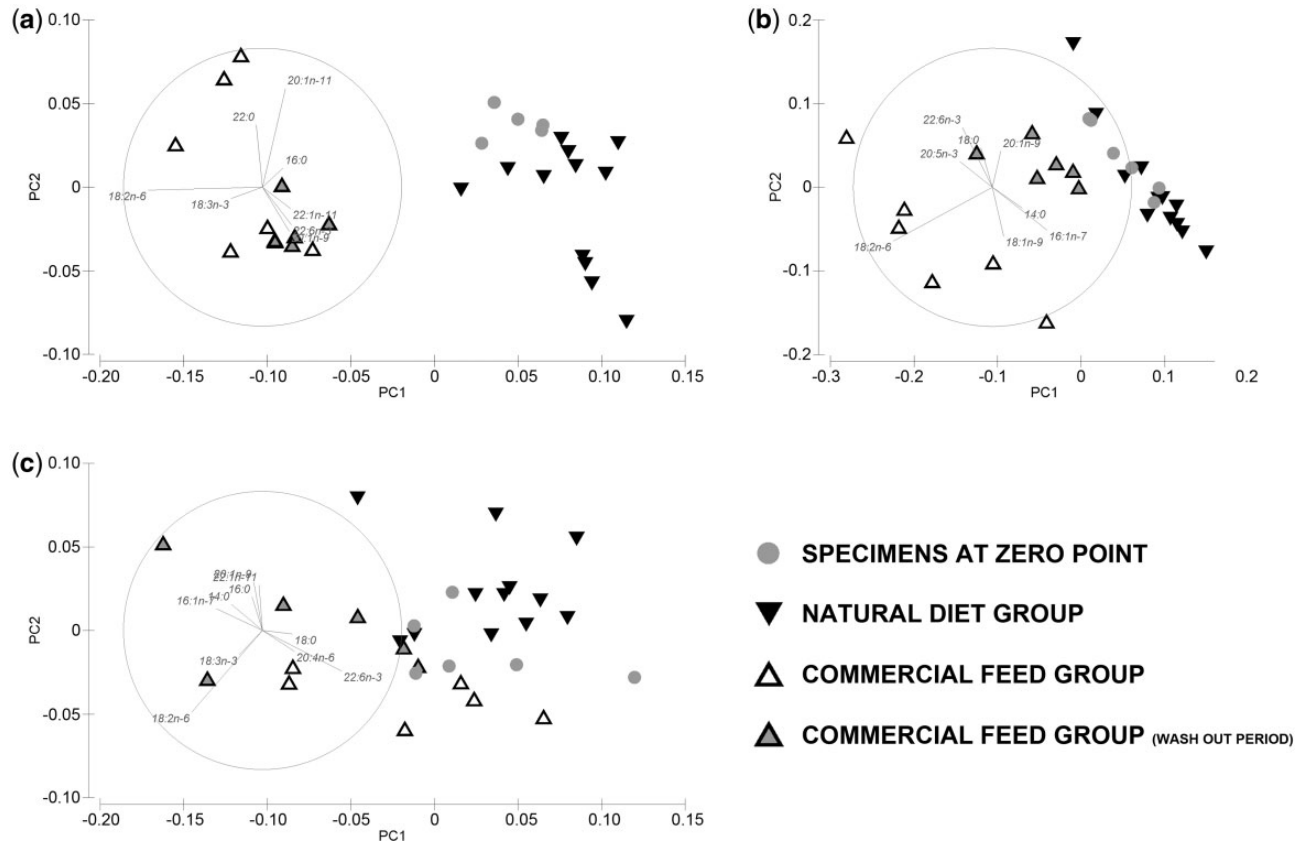 (a)
0.10
0.05
0
-0.05
-0.10
PC2
20:1n-11
22:0
16:0
18:2n-6
18:3n-3
22:1n-11
22:6n-3
-0.20
-0.15
-0.10
-0.05
0
0.05
0.10
0.15
PC1
(b)
0.2
0.1
0
-0.1
-0.2
PC2
22:6n-3
18:0
20:1n-9
20:5n-3
14:0
16:1n-7
18:2n-6
18:1n-9
-0.3
-0.2
-0.1
0
0.1
0.2
PC1
(c)
0.10
0.05
0
-0.05
-0.10
PC2
20:1n-9
22:1n-11
16:0
14:0
16:1n-7
18:0
18:3n-3
20:4n-6
22:6n-3
18:2n-6
-0.20
-0.15
-0.10
-0.05
0
0.05
0.10
0.15
PC1
SPECIMENS AT ZERO POINT
NATURAL DIET GROUP
COMMERCIAL FEED GROUP
COMMERCIAL FEED GROUP (WASH OUT PERIOD)